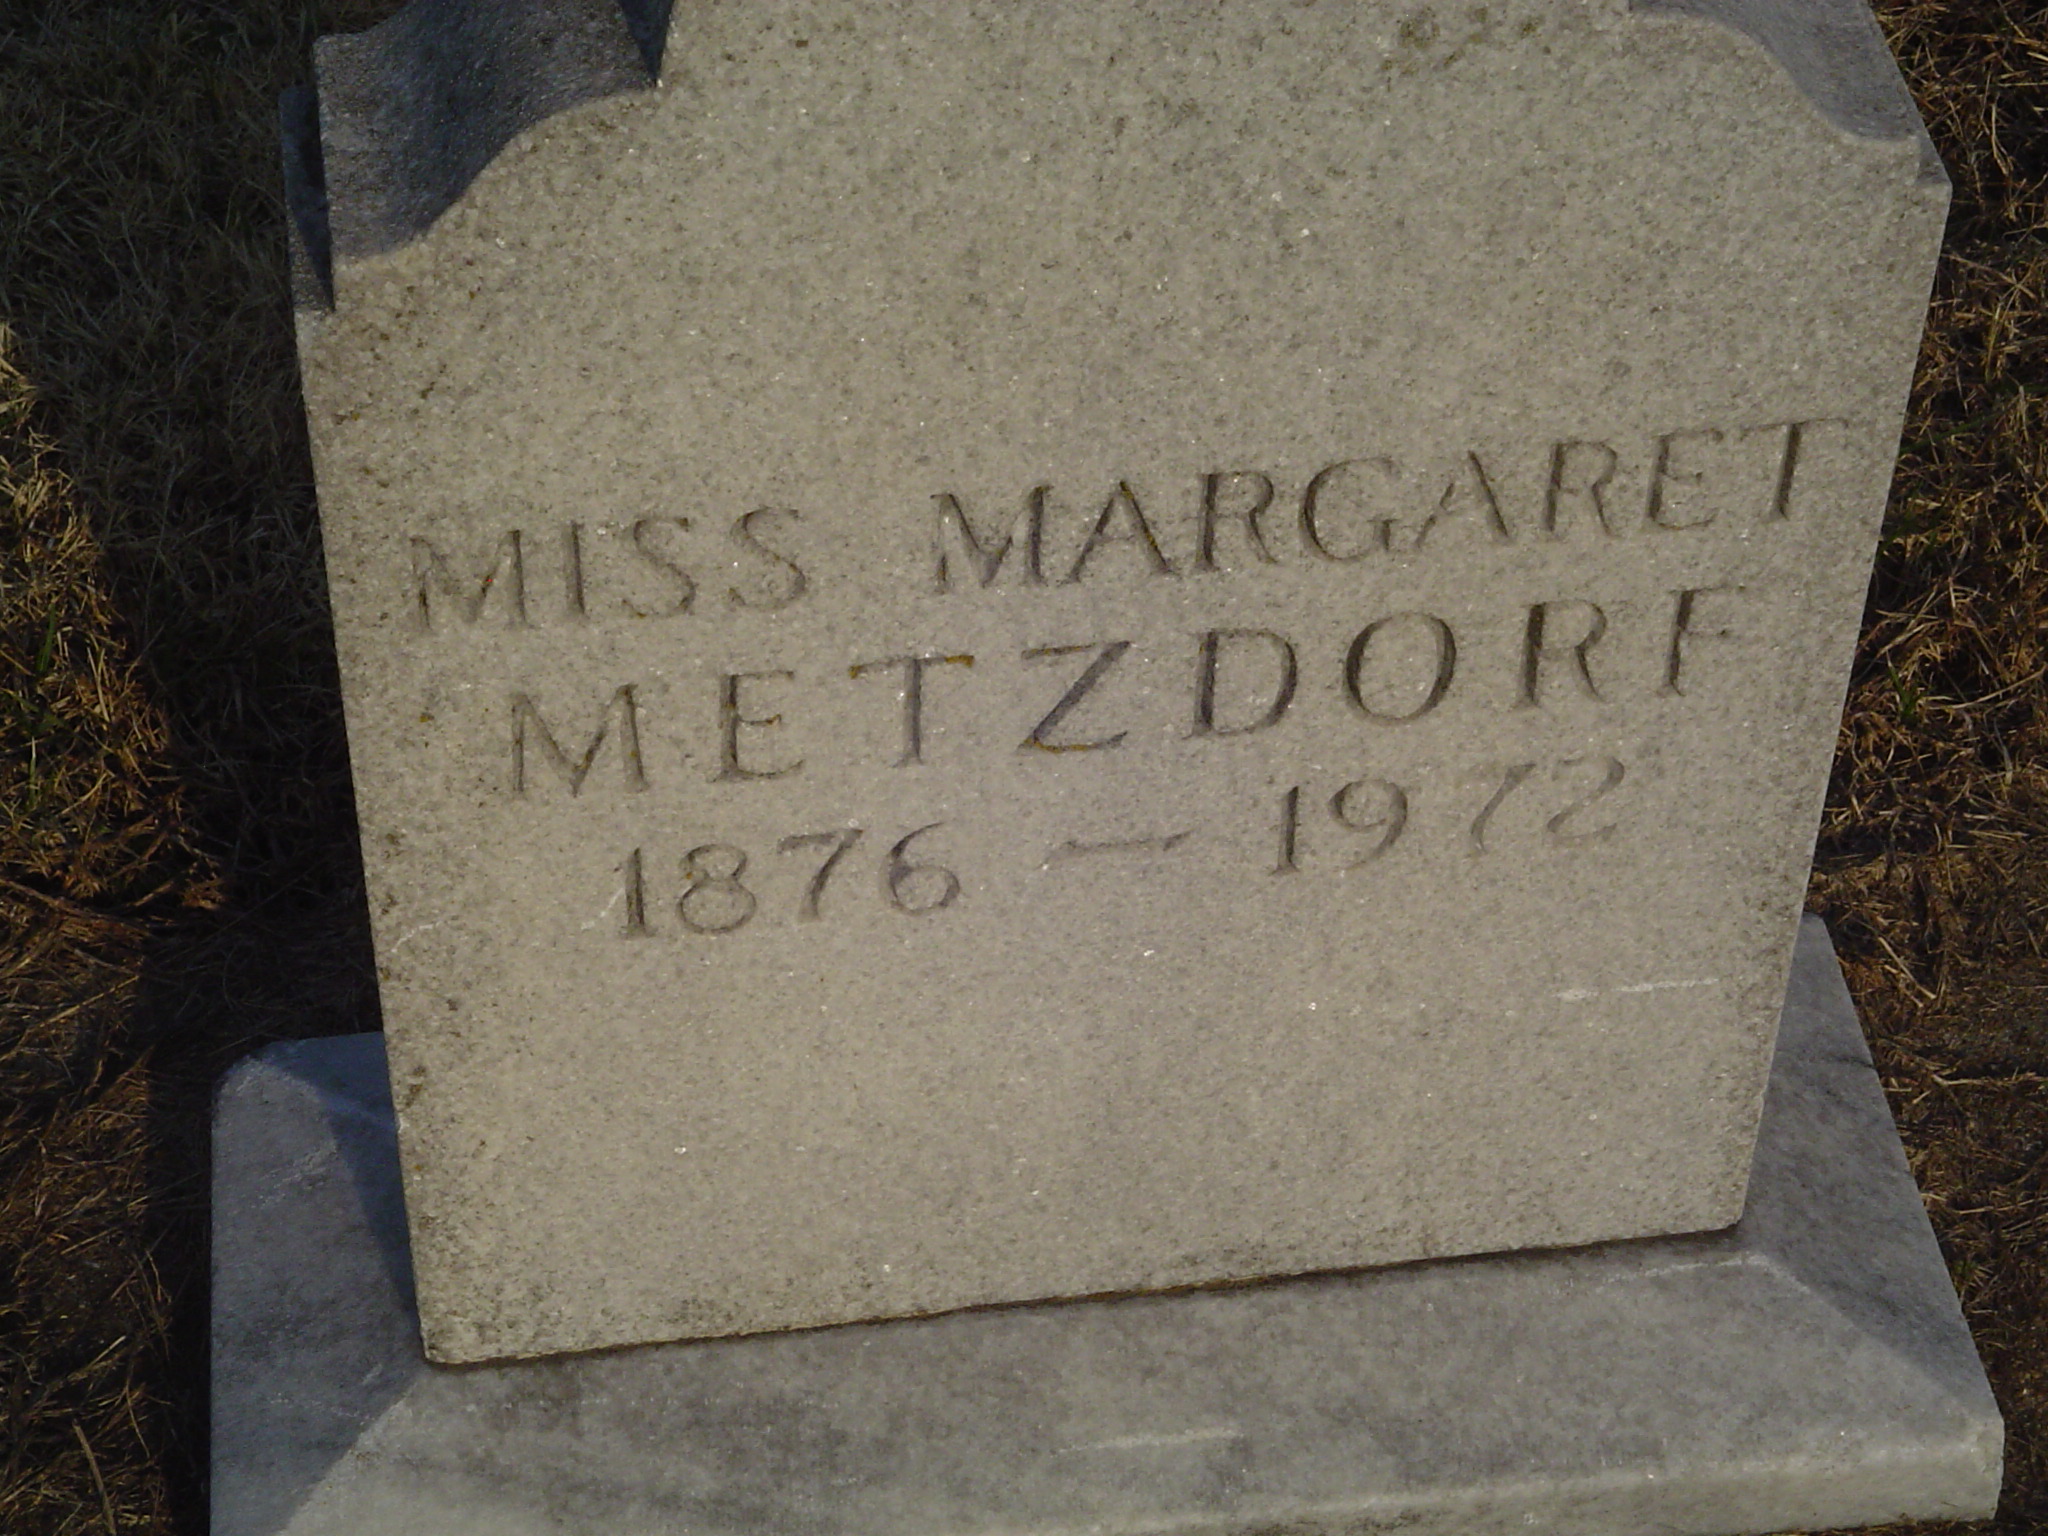 MISS MARGARET
METZDORF
1876 — 1972